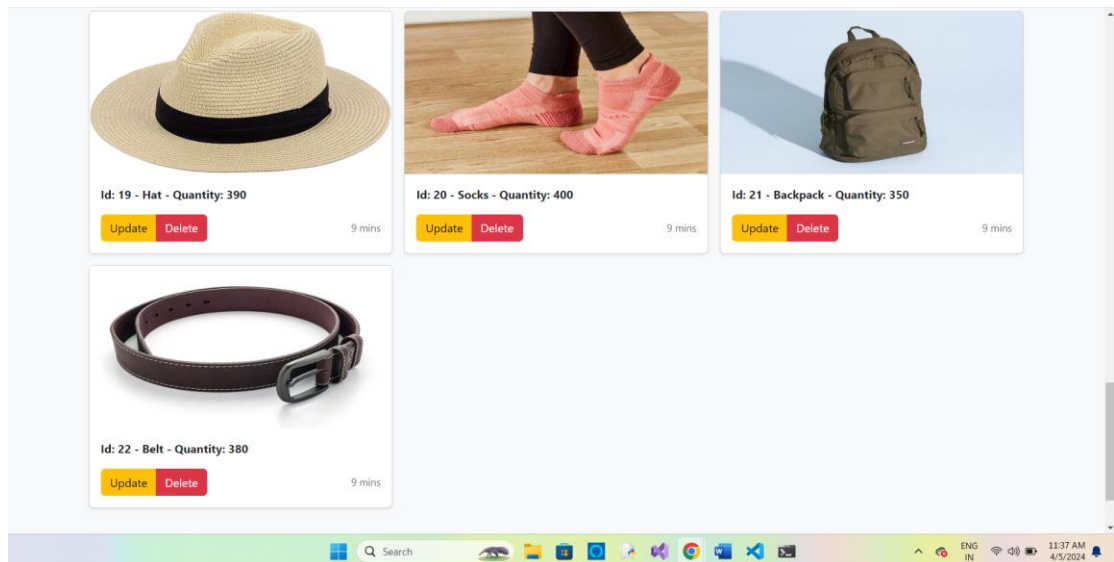 Id: 19 - Hat - Quantity: 390
Update Delete 9 mins
Id: 20 - Socks - Quantity: 400
Update Delete 9 mins
Id: 21 - Backpack - Quantity: 350
Update Delete 9 mins
Id: 22 - Belt - Quantity: 380
Update Delete 9 mins
Search
ENG
IN
11:37 AM
4/5/2024